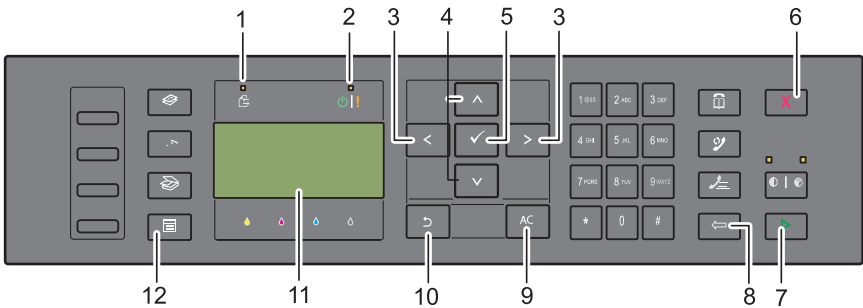 1 2 3 4 5 3 6
1@:./ 2 ABC 3 DEF
4 GHI 5 JKL 6 MNO
7 PQRS 8 TUV 9 WXYZ
* 0 #
X
AC
12 11 10 9 8 7